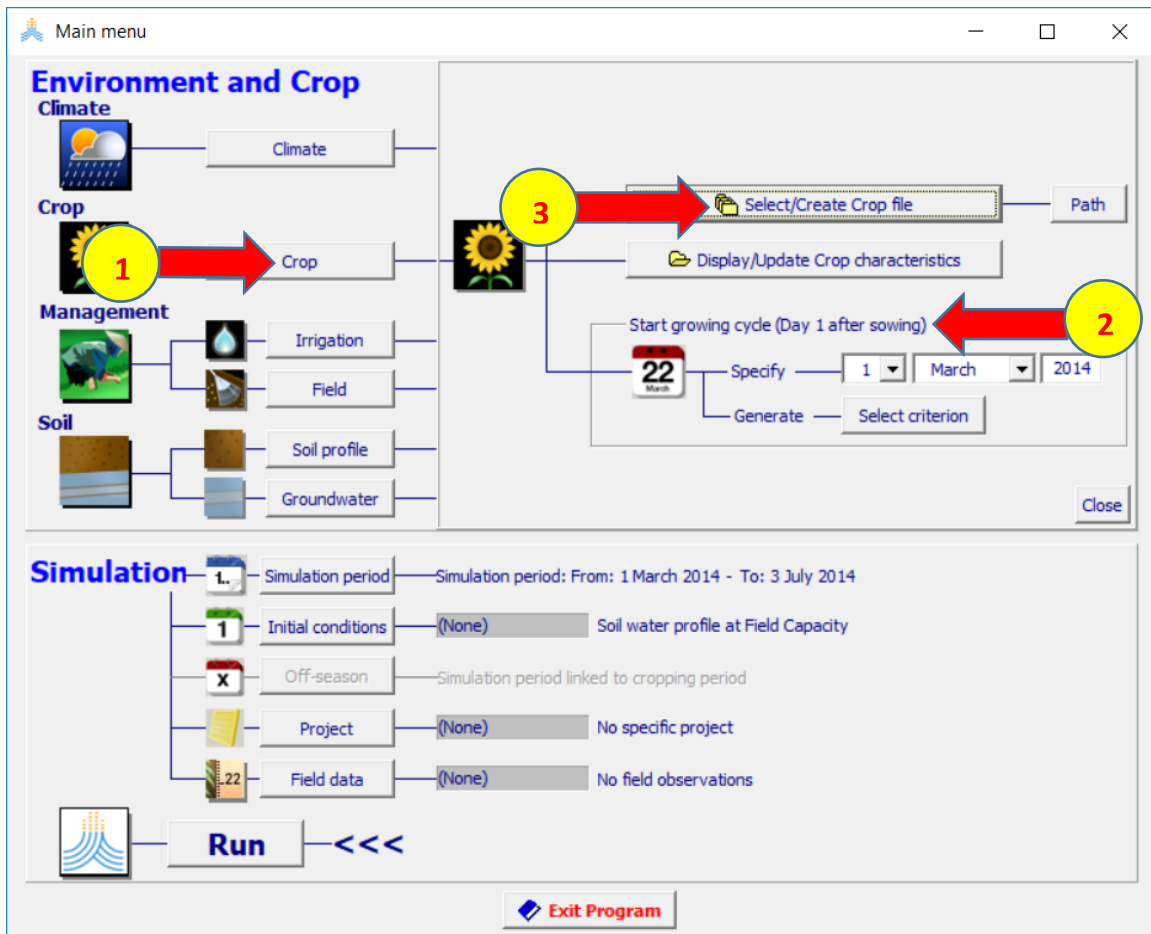 Main menu
Environment and Crop
Climate
Climate
Crop
1
Crop
3
Select/Create Crop file
Path
Display/Update Crop characteristics
Management
Irrigation
Field
Start growing cycle (Day 1 after sowing)
2
22
March
Specify
1
March
2014
Generate
Select criterion
Soil
Soil profile
Groundwater
Close
Simulation
1..
Simulation period
Simulation period: From: 1 March 2014 - To: 3 July 2014
1
Initial conditions
(None)
Soil water profile at Field Capacity
X
Off-season
Simulation period linked to cropping period
Project
(None)
No specific project
..22
Field data
(None)
No field observations
Run
<<<
Exit Program